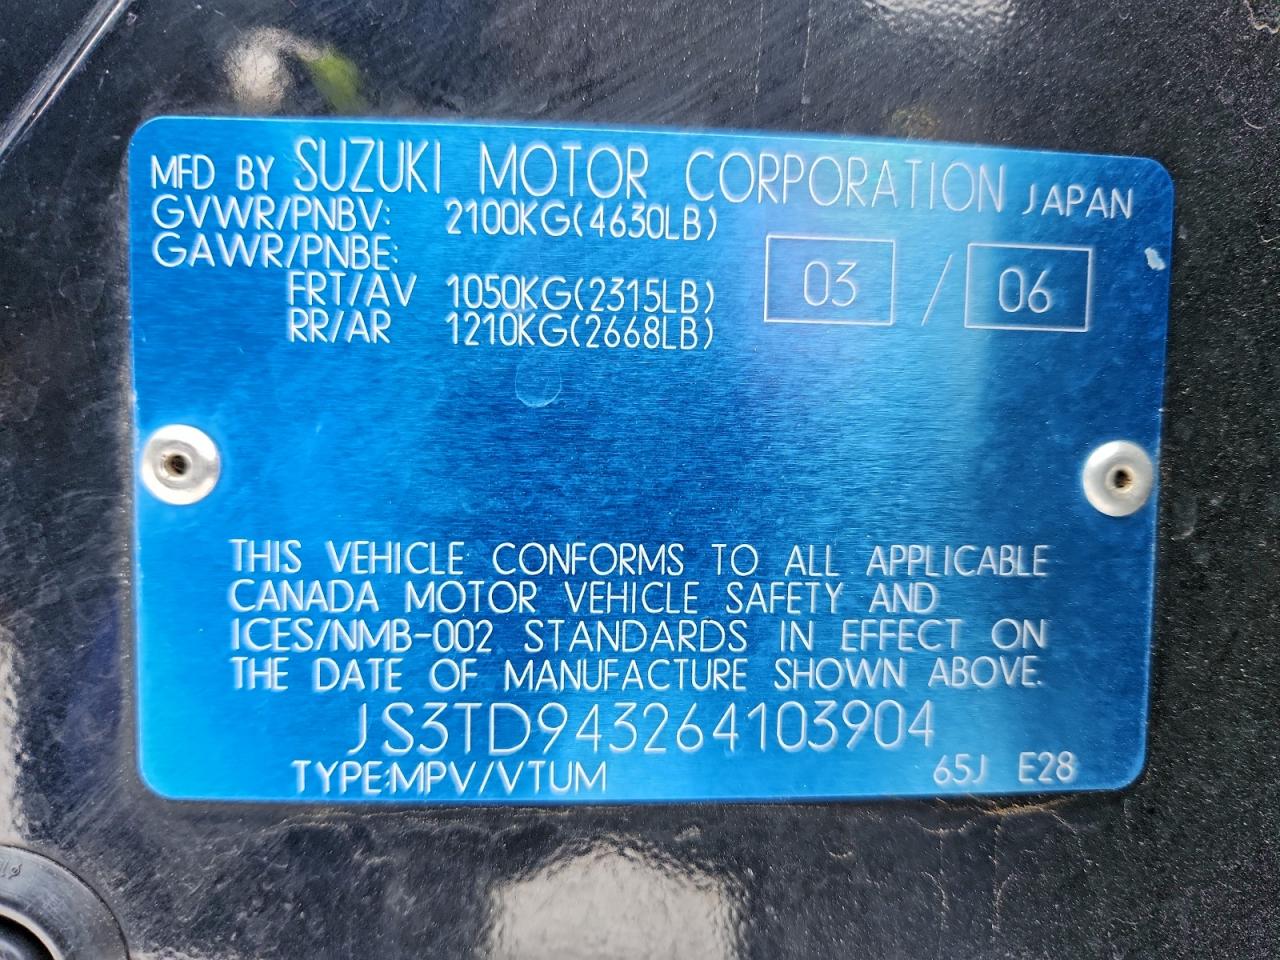 MFD BY SUZUKI MOTOR CORPORATION JAPAN
GVWR/PNBV: 2100KG(4630LB)
GAWR/PNBE:
FRT/AV 1050KG(2315LB)
RR/AR 1210KG(2668LB)
03 / 06
THIS VEHICLE CONFORMS TO ALL APPLICABLE
CANADA MOTOR VEHICLE SAFETY AND
ICES/NMB-002 STANDARDS IN EFFECT ON
THE DATE OF MANUFACTURE SHOWN ABOVE.
JS3TD943264103904
TYPE:MPV/VTUM 65J E28